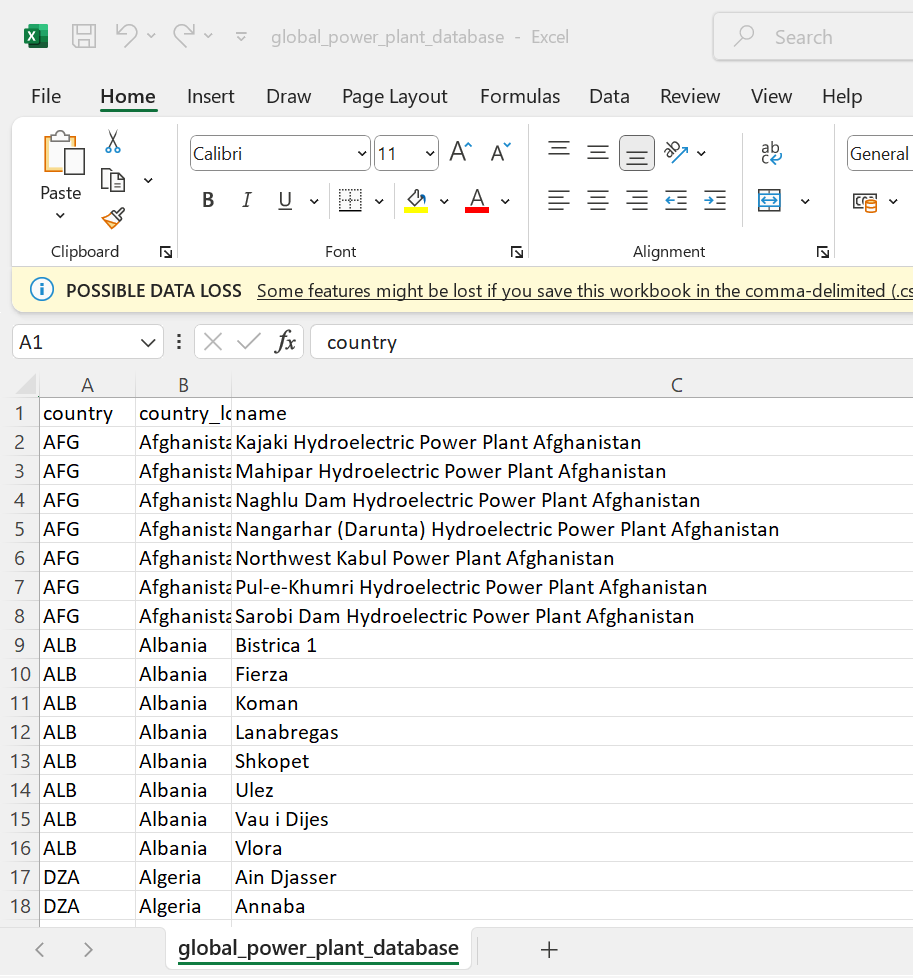 global_power_plant_database - Excel
Search
File Home Insert Draw Page Layout Formulas Data Review View Help
Paste
Calibri 11 A A
ab
c
General
B I U A
Clipboard Font Alignment
POSSIBLE DATA LOSS Some features might be lost if you save this workbook in the comma-delimited (.cs
A1 fx country
A B C
1 country country_lo name
2 AFG Afghanista Kajaki Hydroelectric Power Plant Afghanistan
3 AFG Afghanista Mahipar Hydroelectric Power Plant Afghanistan
4 AFG Afghanista Naghlu Dam Hydroelectric Power Plant Afghanistan
5 AFG Afghanista Nangarhar (Darunta) Hydroelectric Power Plant Afghanistan
6 AFG Afghanista Northwest Kabul Power Plant Afghanistan
7 AFG Afghanista Pul-e-Khumri Hydroelectric Power Plant Afghanistan
8 AFG Afghanista Sarobi Dam Hydroelectric Power Plant Afghanistan
9 ALB Albania Bistrica 1
10 ALB Albania Fierza
11 ALB Albania Koman
12 ALB Albania Lanabregas
13 ALB Albania Shkopet
14 ALB Albania Ulez
15 ALB Albania Vau i Dijes
16 ALB Albania Vlora
17 DZA Algeria Ain Djasser
18 DZA Algeria Annaba
global_power_plant_database